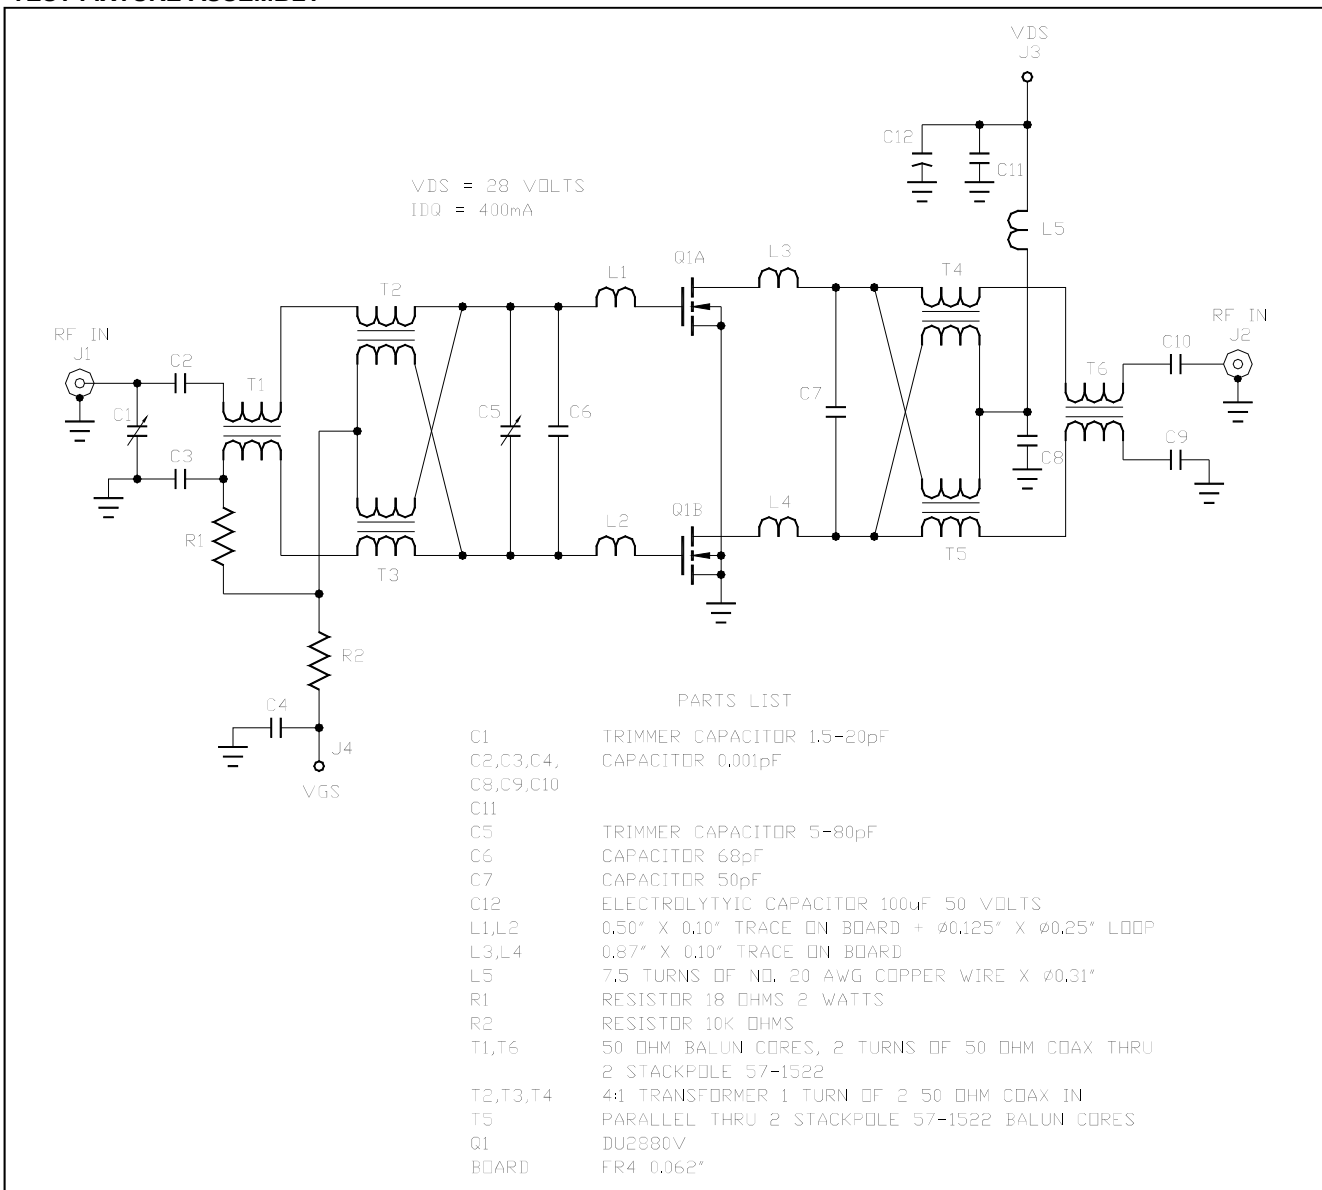 TEST FIXTURE ASSEMBLY
VDS
J3
C12
C11
VDS = 28 VOLTS
IDQ = 400mA
L5
Q1A
L3
L1
T4
T2
RF IN
J1
RF IN
J2
C2
C10
T1
T6
C1
C5
C6
C7
C3
C8
C9
R1
L2
Q1B
L4
T3
T5
R2
C4
J4
VGS
PARTS LIST
C1 TRIMMER CAPACITOR 1.5-20pF
C2,C3,C4, CAPACITOR 0.001pF
C8,C9,C10
C11
C5 TRIMMER CAPACITOR 5-80pF
C6 CAPACITOR 68pF
C7 CAPACITOR 50pF
C12 ELECTROLYTYIC CAPACITOR 100uF 50 VOLTS
L1,L2 0.50" X 0.10" TRACE ON BOARD + Ø0.125" X Ø0.25" LOOP
L3,L4 0.87" X 0.10" TRACE ON BOARD
L5 7.5 TURNS OF NO. 20 AWG COPPER WIRE X Ø0.31"
R1 RESISTOR 18 OHMS 2 WATTS
R2 RESISTOR 10K OHMS
T1,T6 50 OHM BALUN CORES, 2 TURNS OF 50 OHM COAX THRU
2 STACKPOLE 57-1522
T2,T3,T4 4:1 TRANSFORMER 1 TURN OF 2 50 OHM COAX IN
T5 PARALLEL THRU 2 STACKPOLE 57-1522 BALUN CORES
Q1 DU2880V
BOARD FR4 0.062"